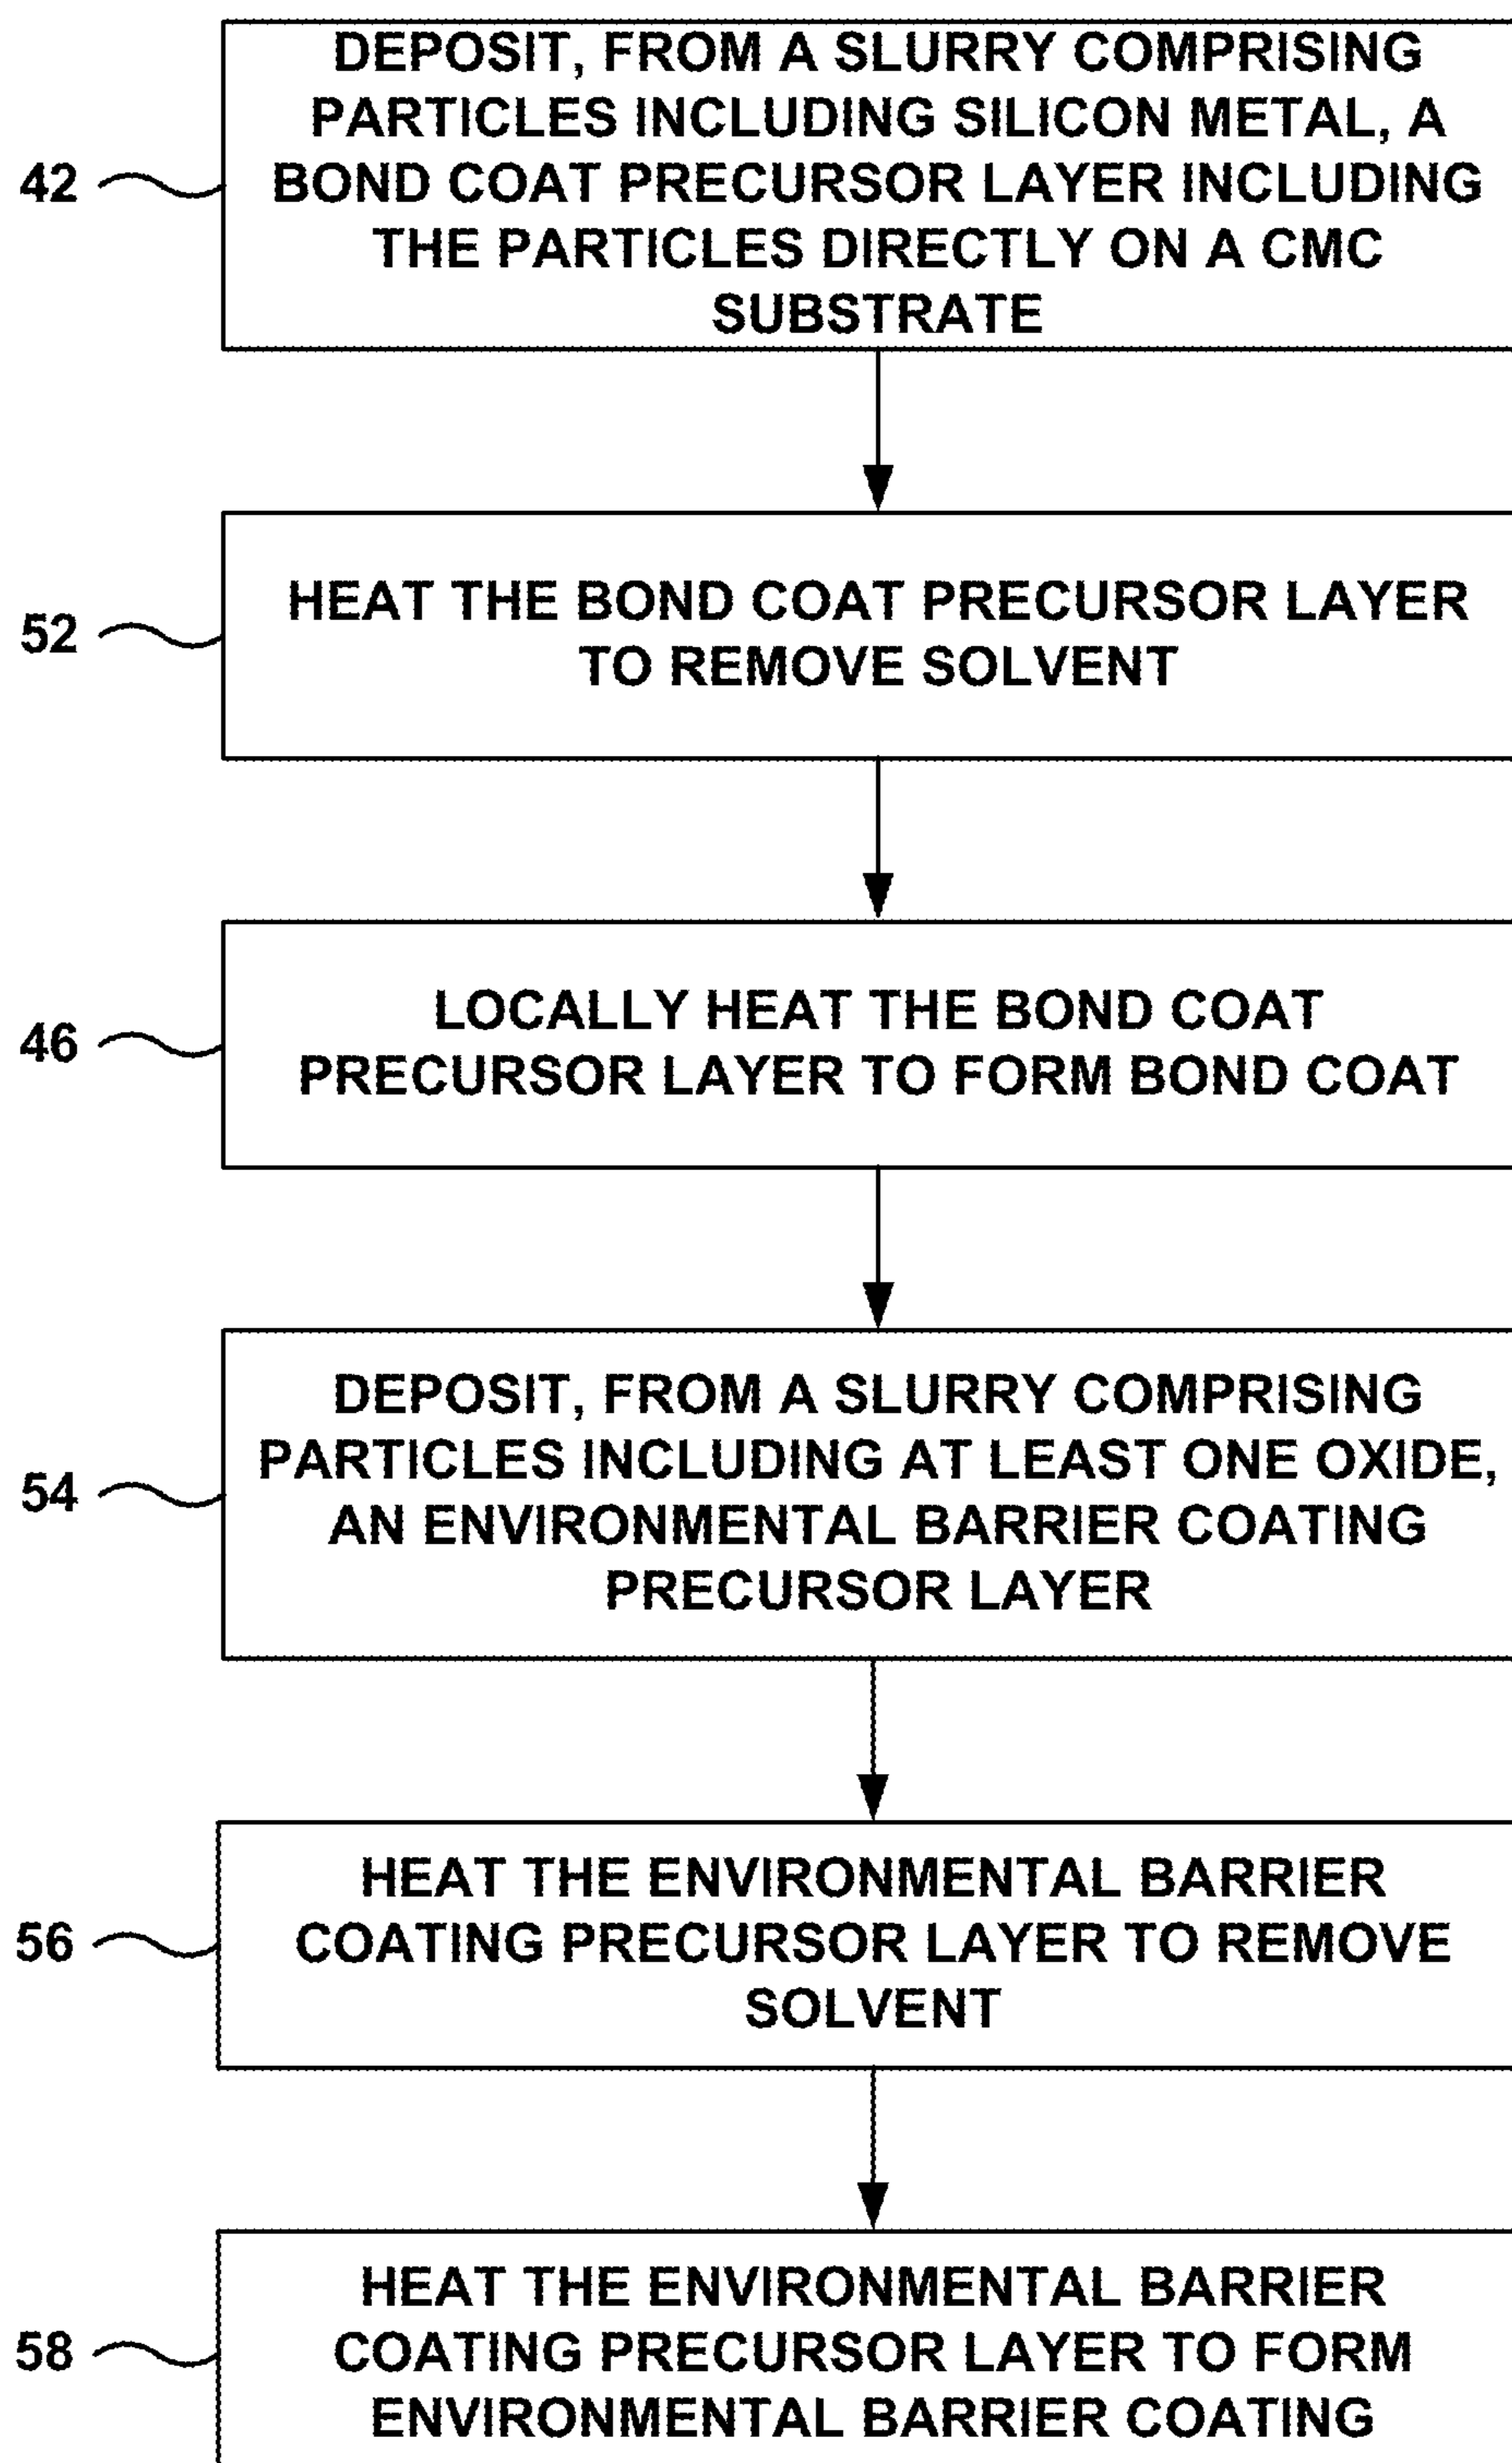 DEPOSIT, FROM A SLURRY COMPRISING
PARTICLES INCLUDING SILICON METAL, A
BOND COAT PRECURSOR LAYER INCLUDING
THE PARTICLES DIRECTLY ON A CMC
SUBSTRATE
42
HEAT THE BOND COAT PRECURSOR LAYER
TO REMOVE SOLVENT
52
LOCALLY HEAT THE BOND COAT
PRECURSOR LAYER TO FORM BOND COAT
46
DEPOSIT, FROM A SLURRY COMPRISING
PARTICLES INCLUDING AT LEAST ONE OXIDE,
AN ENVIRONMENTAL BARRIER COATING
PRECURSOR LAYER
54
HEAT THE ENVIRONMENTAL BARRIER
COATING PRECURSOR LAYER TO REMOVE
SOLVENT
56
HEAT THE ENVIRONMENTAL BARRIER
COATING PRECURSOR LAYER TO FORM
ENVIRONMENTAL BARRIER COATING
58